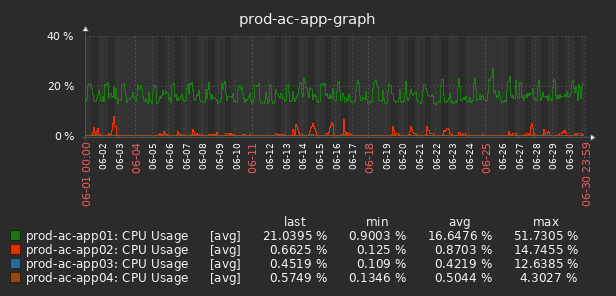 prod-ac-app-graph
40 %
20 %
0 %
06-01 00:00 06-02 06-03 06-04 06-05 06-06 06-07 06-08 06-09 06-10 06-11 06-12 06-13 06-14 06-15 06-16 06-17 06-18 06-19 06-20 06-21 06-22 06-23 06-24 06-25 06-26 06-27 06-28 06-29 06-30 06-30 23:59
last min avg max
prod-ac-app01: CPU Usage [avg] 21.0395 % 0.9003 % 16.6476 % 51.7305 %
prod-ac-app02: CPU Usage [avg] 0.6625 % 0.125 % 0.8703 % 14.7455 %
prod-ac-app03: CPU Usage [avg] 0.4519 % 0.109 % 0.4219 % 12.6385 %
prod-ac-app04: CPU Usage [avg] 0.5749 % 0.1346 % 0.5044 % 4.3027 %